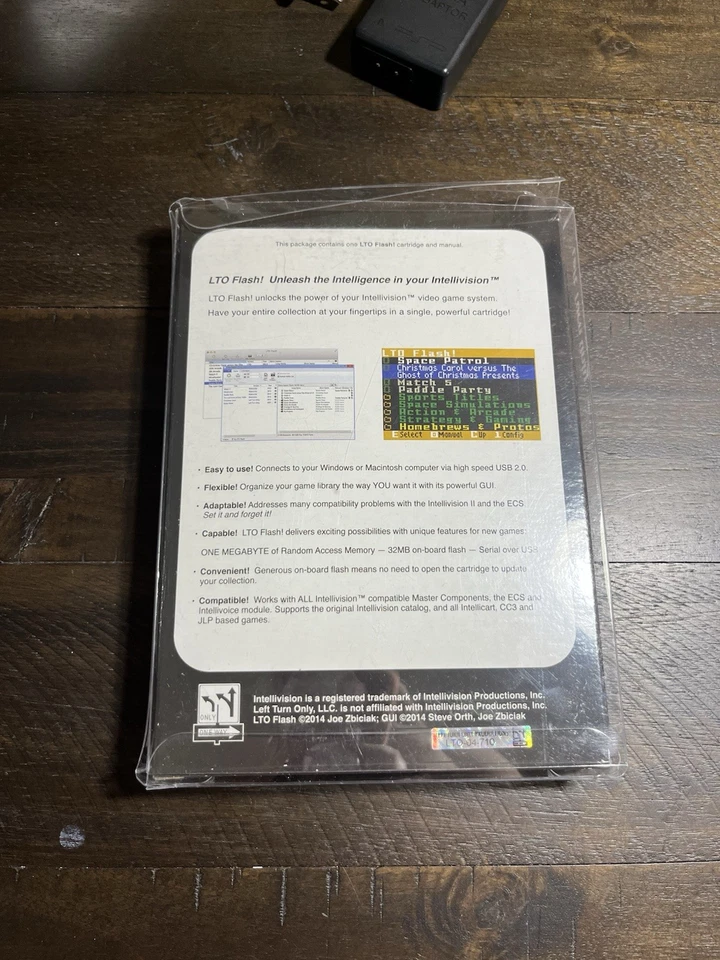 ADAPTOR
This package contains one LTO Flash! cartridge and manual.
LTO Flash! Unleash the Intelligence in your Intellivision™
LTO Flash! unlocks the power of your Intellivision™ video game system.
Have your entire collection at your fingertips in a single, powerful cartridge!
LTO Flash!
Space Patrol
Christmas Carol versus The
Ghost of Christmas Presents
Match 5
Paddle Party
Sports Titles
Space Simulations
Action & Arcade
Strategy & Gaming
Homebrews & Protos
Select Manual Up Config
· Easy to use! Connects to your Windows or Macintosh computer via high speed USB 2.0.
· Flexible! Organize your game library the way YOU want it with its powerful GUI.
· Adaptable! Addresses many compatibility problems with the Intellivision II and the ECS
Set it and forget it!
· Capable! LTO Flash! delivers exciting possibilities with unique features for new games:
ONE MEGABYTE of Random Access Memory — 32MB on-board flash — Serial over USB
· Convenient! Generous on-board flash means no need to open the cartridge to update
your collection.
· Compatible! Works with ALL Intellivision™ compatible Master Components, the ECS and
Intellivoice module. Supports the original Intellivision catalog, and all Intellicart, CC3 and
JLP based games.
ONLY
ONE WAY
Intellivision is a registered trademark of Intellivision Productions, Inc.
Left Turn Only, LLC. is not affiliated with Intellivision Productions, Inc.
LTO Flash ©2014 Joe Zbiciak; GUI ©2014 Steve Orth, Joe Zbiciak